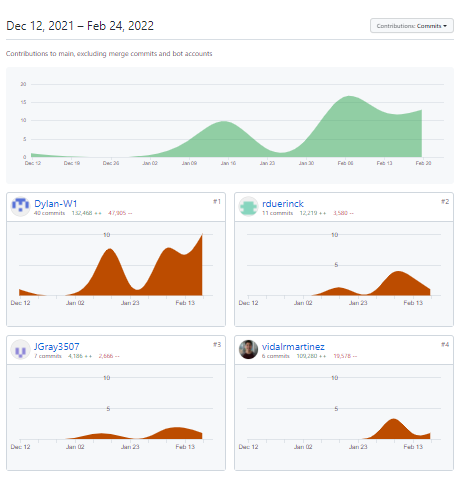 Dec 12, 2021 – Feb 24, 2022
Contributions: Commits
Contributions to main, excluding merge commits and bot accounts
20
15
10
5
0
Dec 12 Dec 19 Dec 26 Jan 02 Jan 09 Jan 16 Jan 23 Jan 30 Feb 06 Feb 13 Feb 20
Dylan-W1 #1
40 commits 132,468 ++ 47,905 --
10
5
Dec 12 Jan 02 Jan 23 Feb 13
rduerinck #2
11 commits 12,219 ++ 3,580 --
10
5
Dec 12 Jan 02 Jan 23 Feb 13
JGray3507 #3
7 commits 4,186 ++ 2,666 --
10
5
Dec 12 Jan 02 Jan 23 Feb 13
vidalrmartinez #4
6 commits 109,280 ++ 19,578 --
10
5
Dec 12 Jan 02 Jan 23 Feb 13